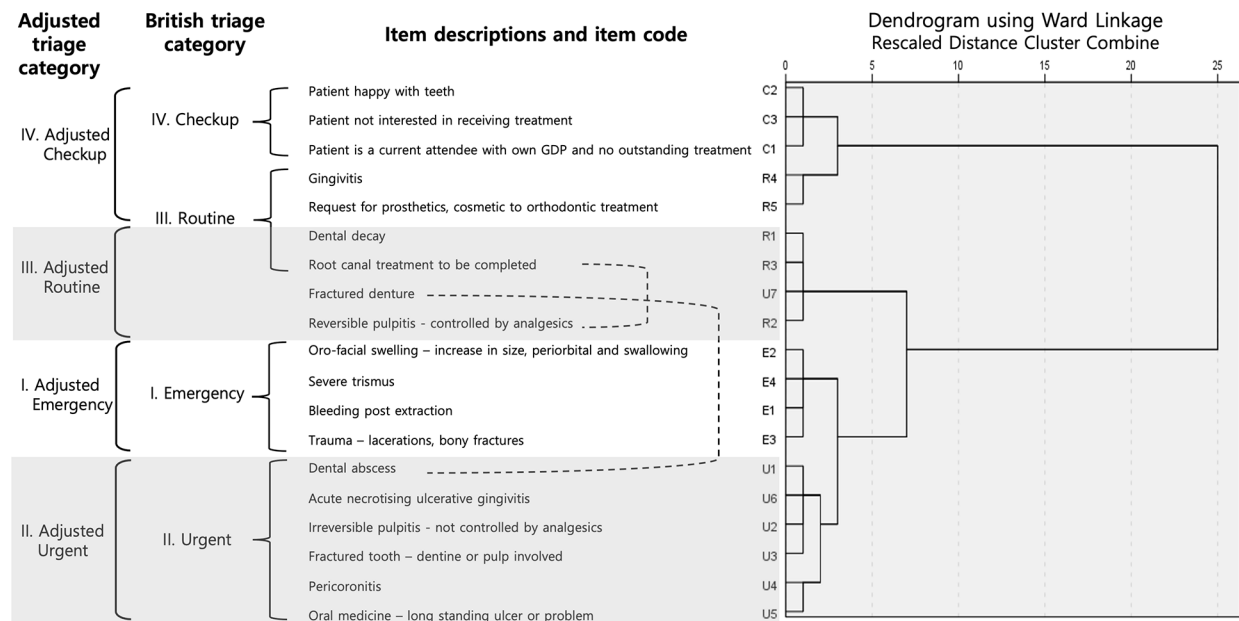 Adjusted
triage
category
British triage
category
Item descriptions and item code
Dendrogram using Ward Linkage
Rescaled Distance Cluster Combine
0 5 10 15 20 25
IV. Adjusted
Checkup
III. Adjusted
Routine
I. Adjusted
Emergency
II. Adjusted
Urgent
IV. Checkup
III. Routine
I. Emergency
II. Urgent
Patient happy with teeth C2
Patient not interested in receiving treatment C3
Patient is a current attendee with own GDP and no outstanding treatment C1
Gingivitis R4
Request for prosthetics, cosmetic to orthodontic treatment R5
Dental decay R1
Root canal treatment to be completed R3
Fractured denture U7
Reversible pulpitis - controlled by analgesics R2
Oro-facial swelling – increase in size, periorbital and swallowing E2
Severe trismus E4
Bleeding post extraction E1
Trauma – lacerations, bony fractures E3
Dental abscess U1
Acute necrotising ulcerative gingivitis U6
Irreversible pulpitis - not controlled by analgesics U2
Fractured tooth – dentine or pulp involved U3
Pericoronitis U4
Oral medicine – long standing ulcer or problem U5